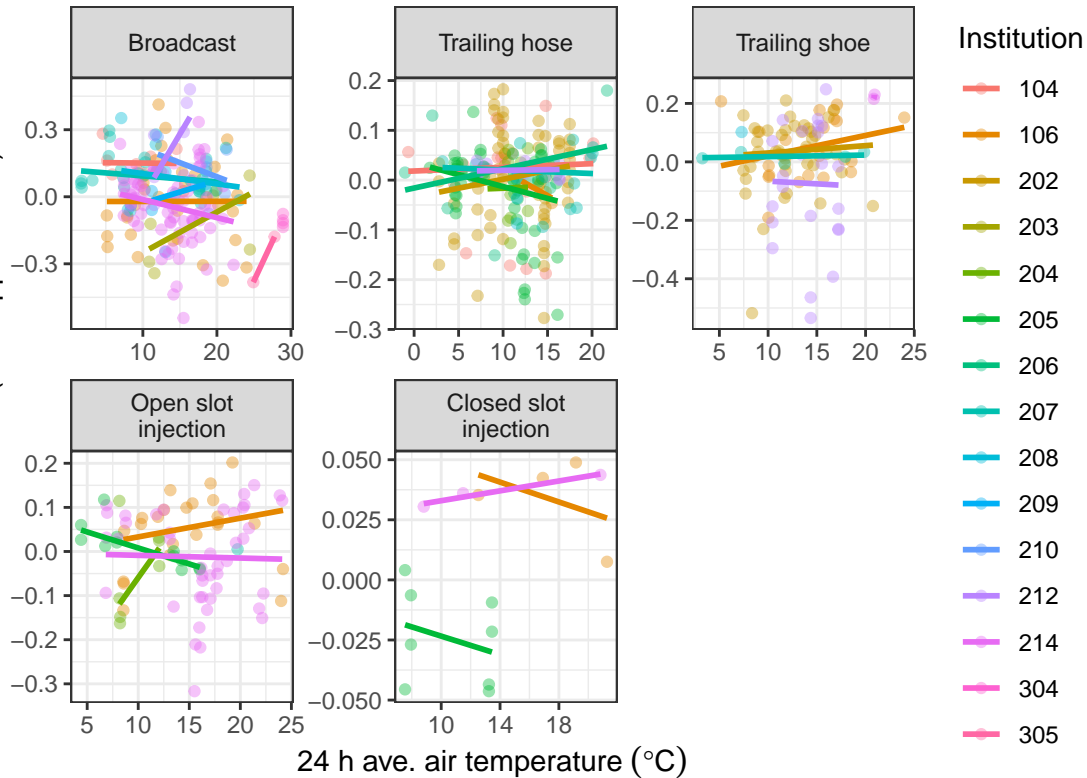 Broadcast
Trailing hose
Trailing shoe
0.3
0.0
−0.3
10 20 30
0.2
0.1
0.0
−0.1
−0.2
−0.3
0 5 10 15 20
0.2
0.0
−0.2
−0.4
5 10 15 20 25
Open slot
injection
Closed slot
injection
0.2
0.1
0.0
−0.1
−0.2
−0.3
5 10 15 20 25
0.050
0.025
0.000
−0.025
−0.050
10 14 18
24 h ave. air temperature (°C)
Institution
104
106
202
203
204
205
206
207
208
209
210
212
214
304
305